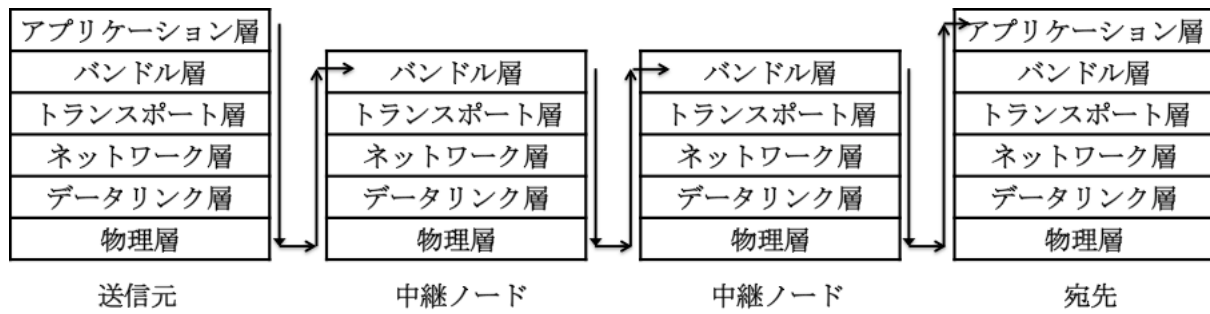 アプリケーション層
バンドル層
トランスポート層
ネットワーク層
データリンク層
物理層
送信元
バンドル層
トランスポート層
ネットワーク層
データリンク層
物理層
中継ノード
バンドル層
トランスポート層
ネットワーク層
データリンク層
物理層
中継ノード
アプリケーション層
バンドル層
トランスポート層
ネットワーク層
データリンク層
物理層
宛先